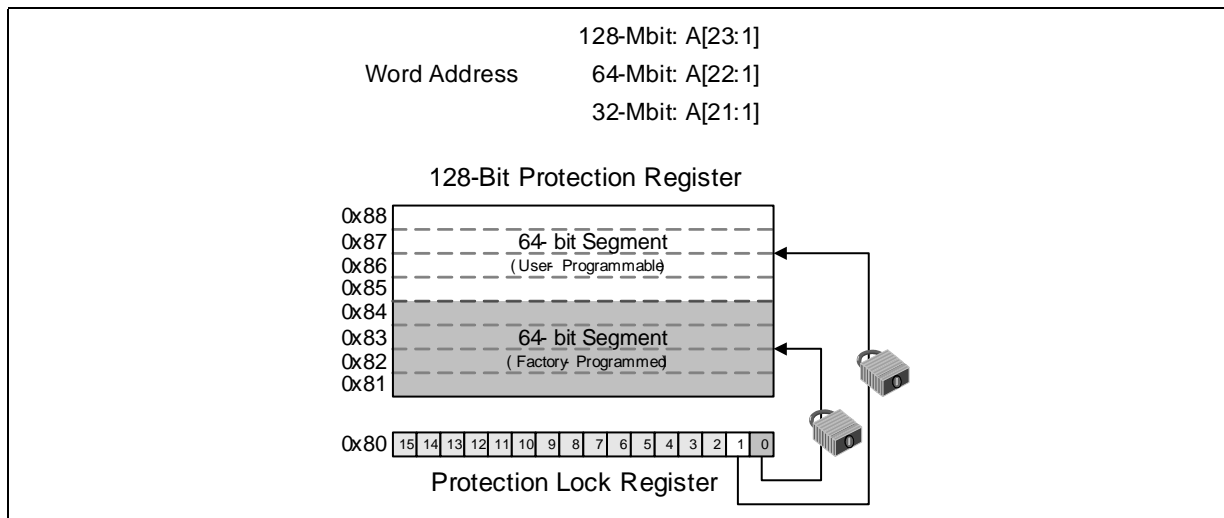 128-Mbit: A[23:1]
Word Address 64-Mbit: A[22:1]
32-Mbit: A[21:1]
128-Bit Protection Register
0x88
0x87 64- bit Segment
0x86 (User- Programmable)
0x85
0x84
0x83 64- bit Segment
0x82 (Factory- Programmed)
0x81
0x80 15 14 13 12 11 10 9 8 7 6 5 4 3 2 1 0
Protection Lock Register